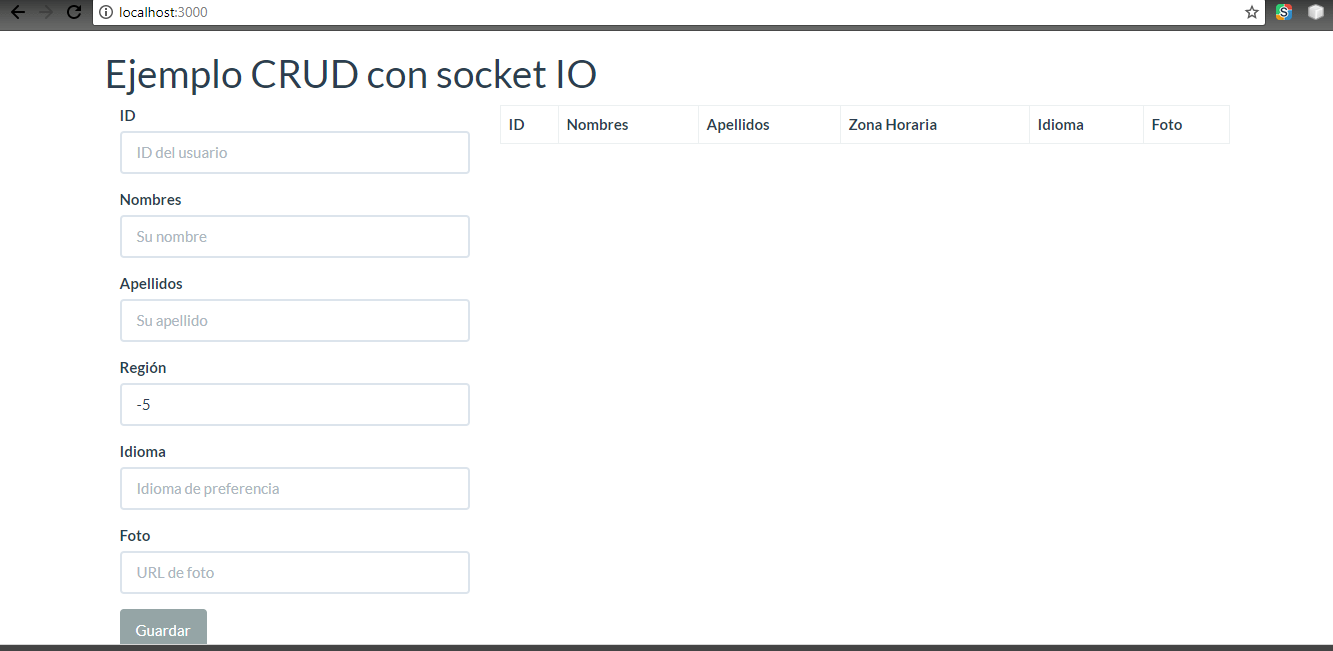 localhost:3000
Ejemplo CRUD con socket IO
ID
ID del usuario
Nombres
Su nombre
Apellidos
Su apellido
Región
-5
Idioma
Idioma de preferencia
Foto
URL de foto
Guardar
ID Nombres Apellidos Zona Horaria Idioma Foto